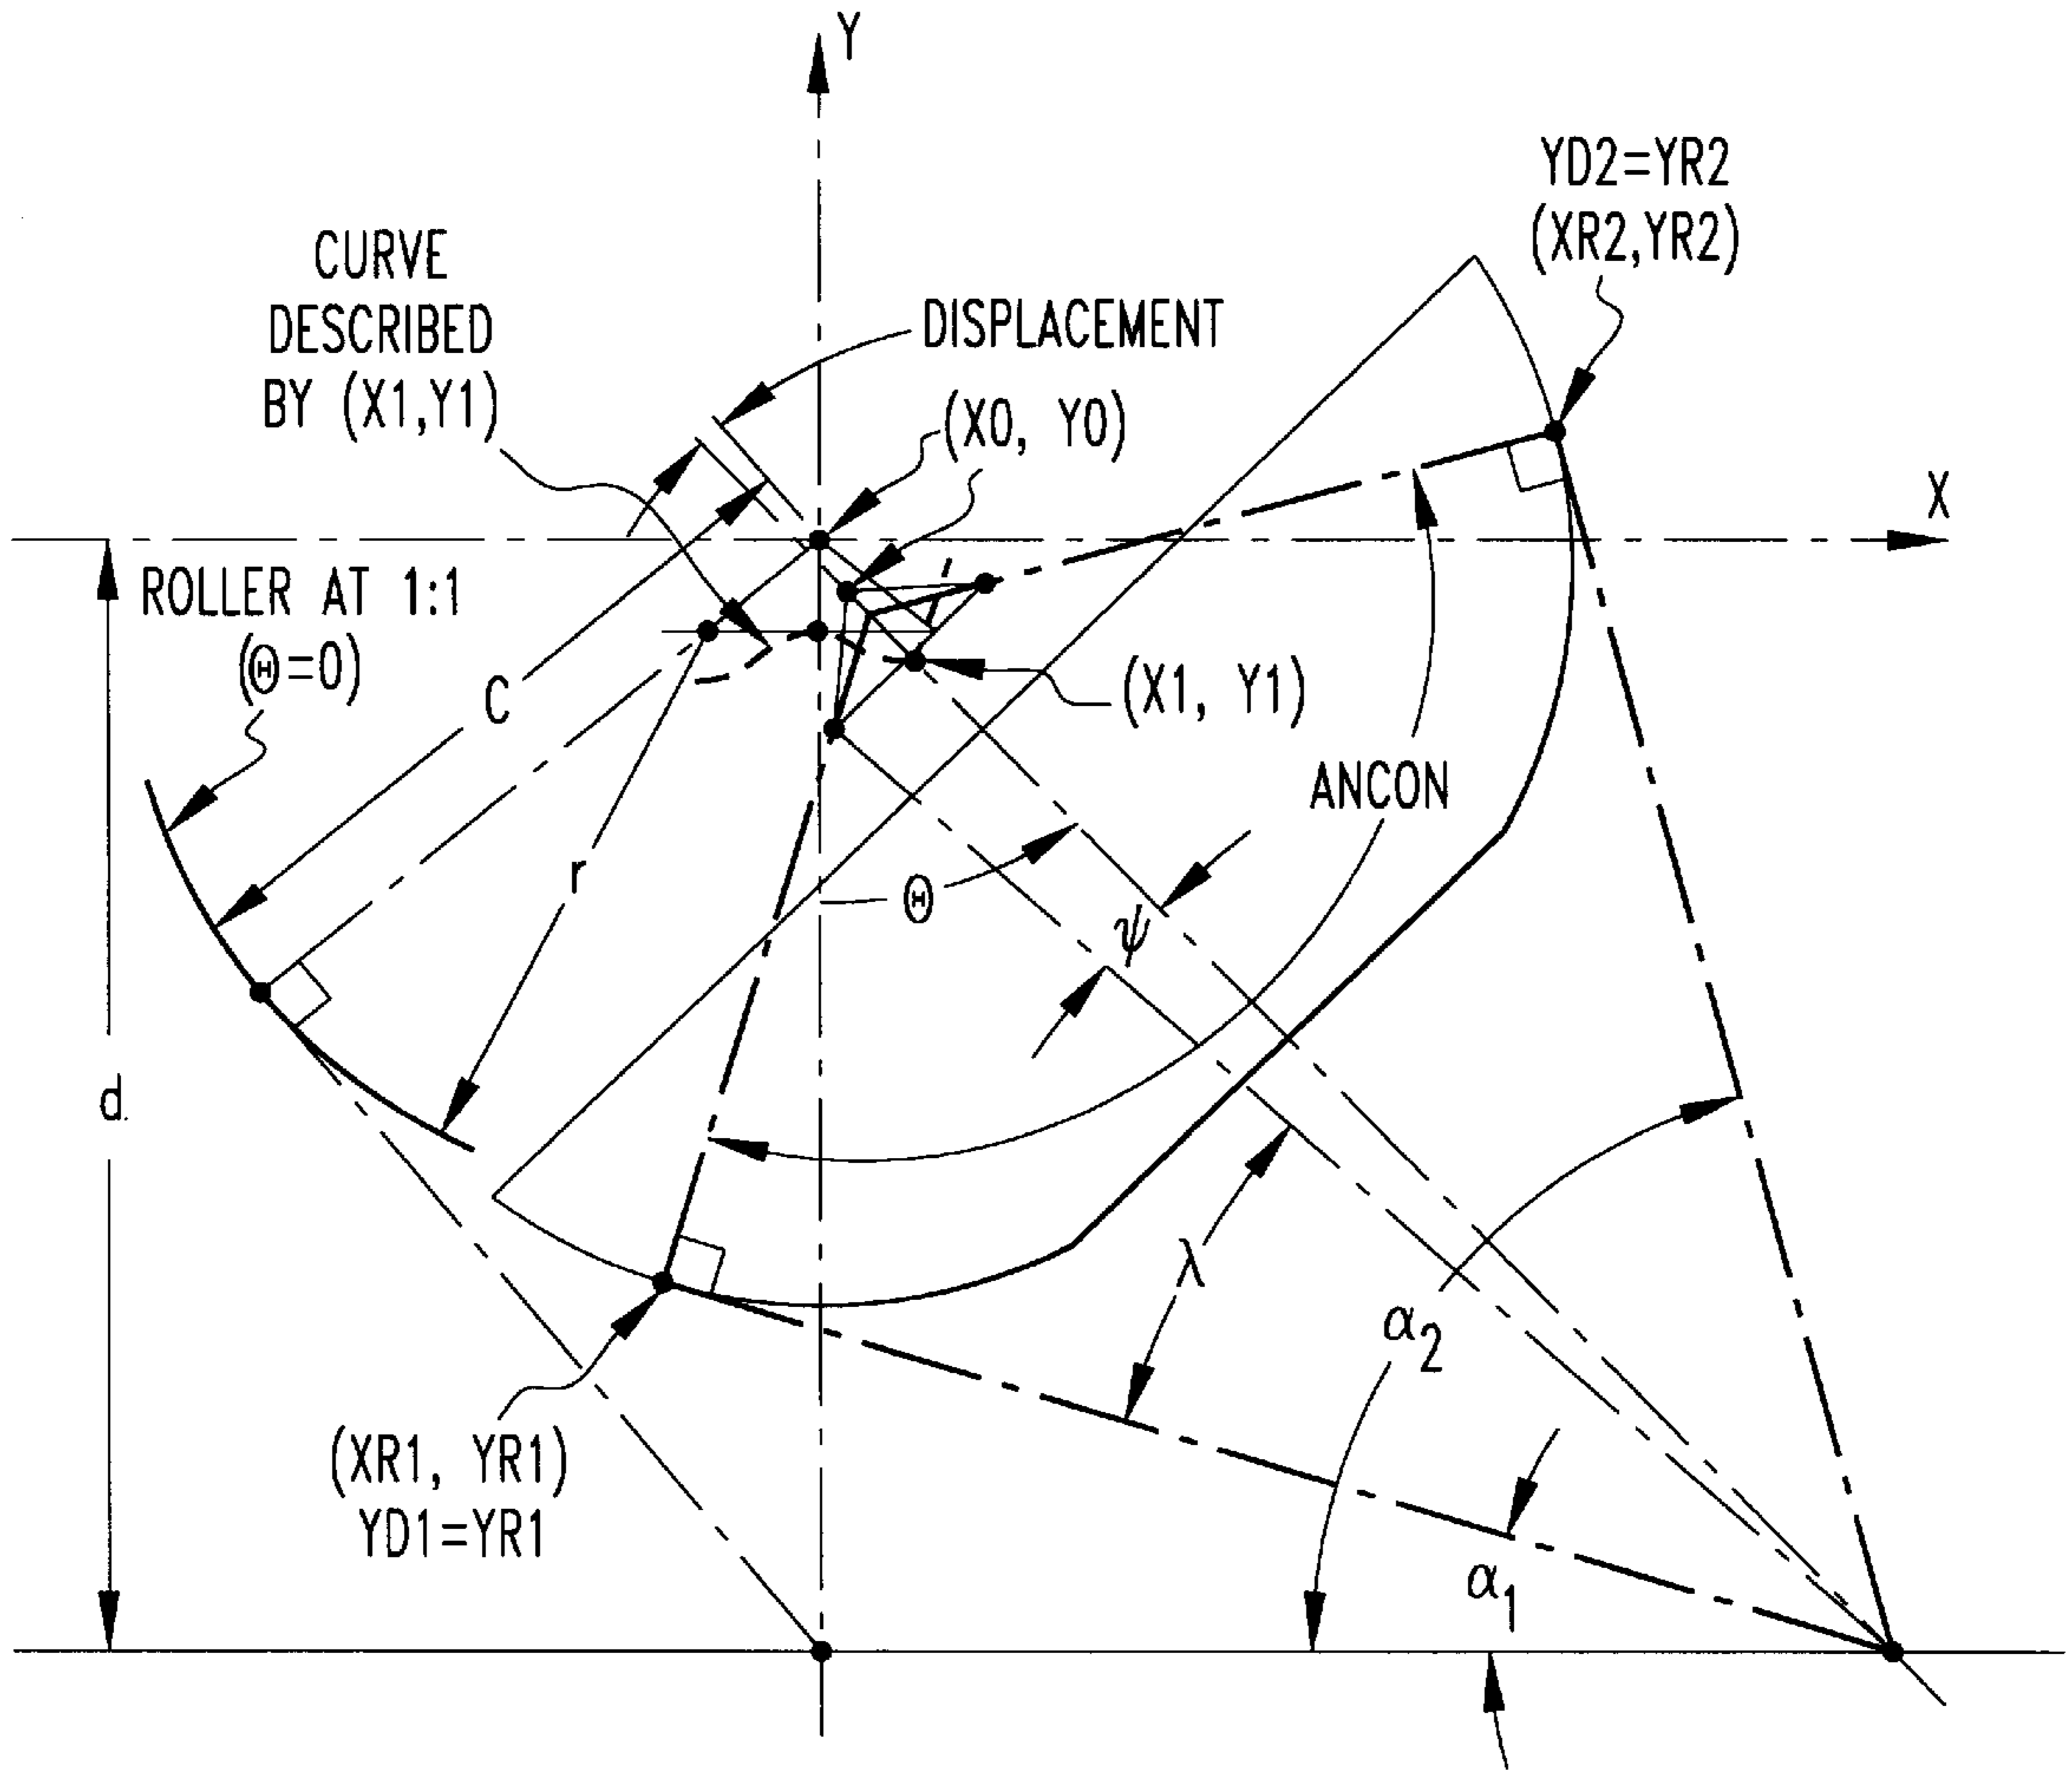 Y
YD2=YR2
(XR2,YR2)
CURVE
DESCRIBED
BY (X1,Y1)
DISPLACEMENT
(X0, Y0)
X
ROLLER AT 1:1
(Θ=0)
C
(X1, Y1)
ANCON
r
Θ
ψ
d
λ
α2
(XR1, YR1)
YD1=YR1
α1